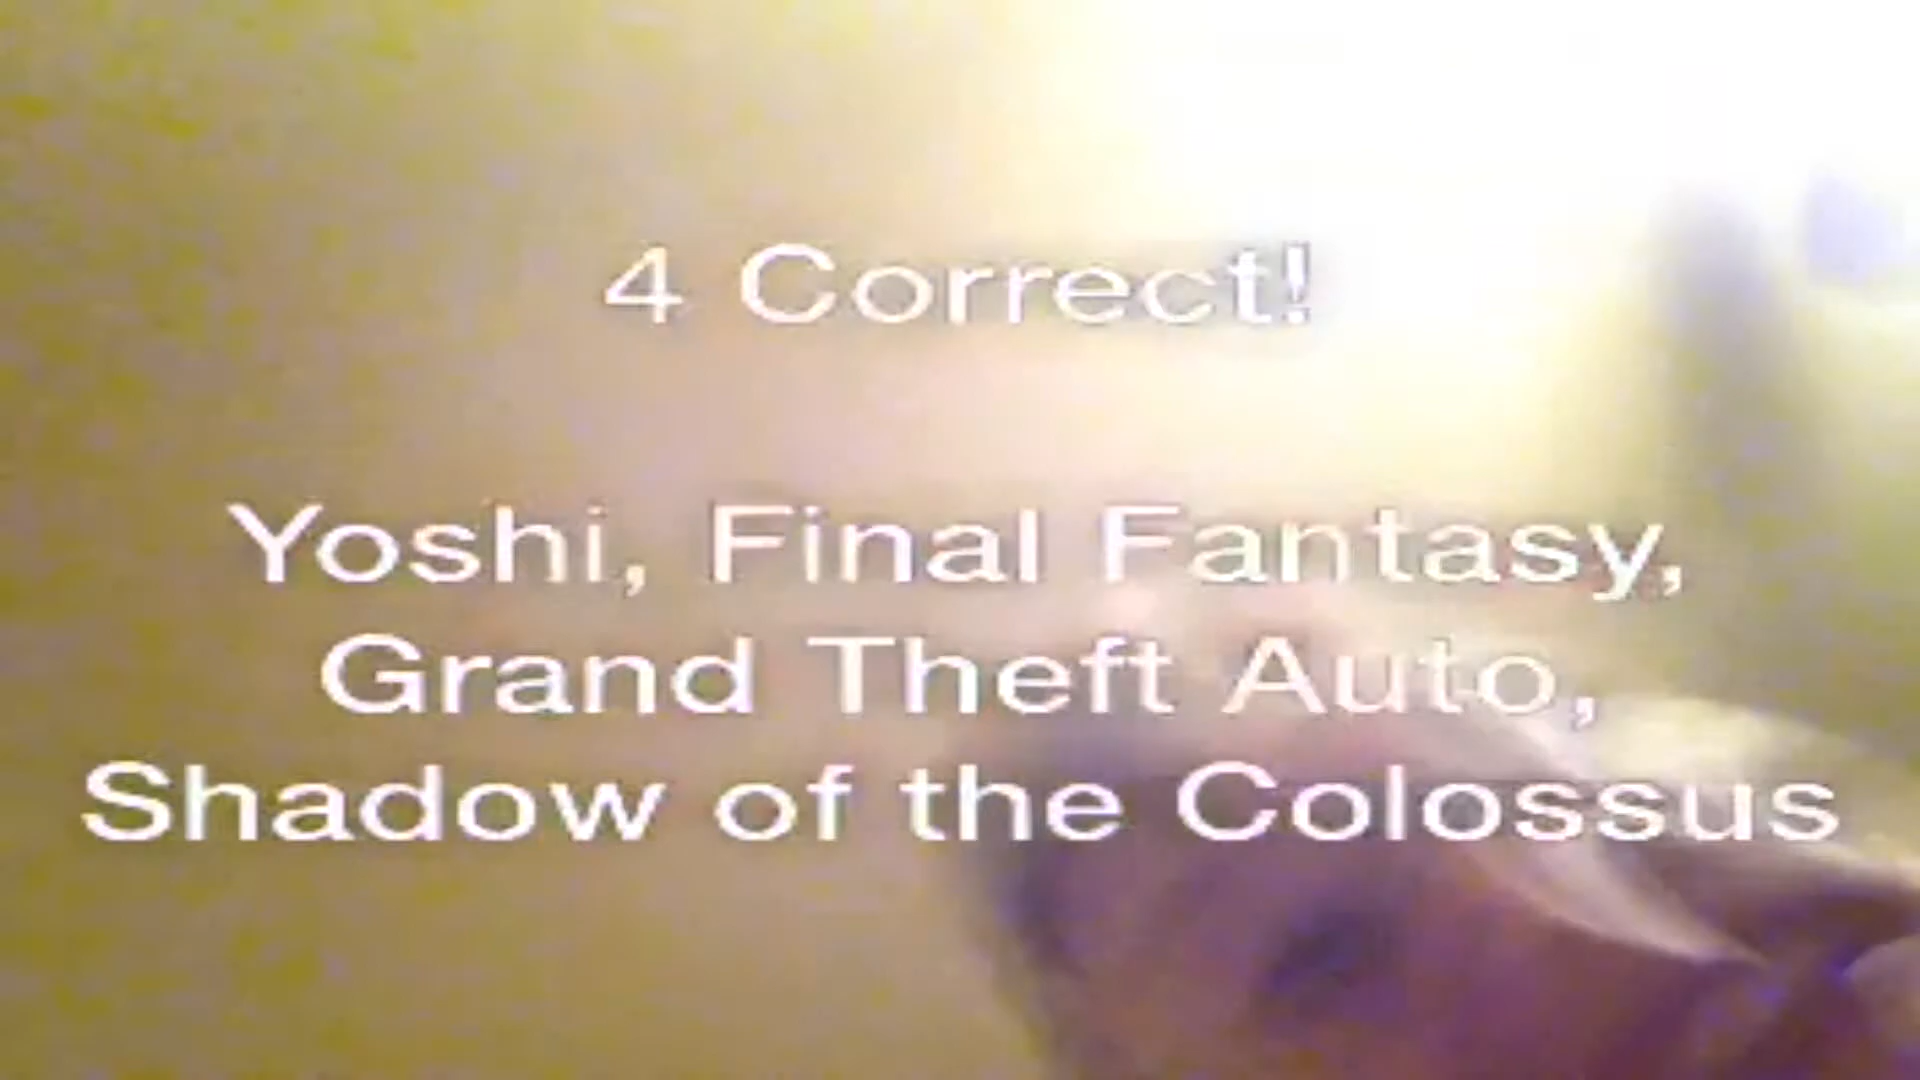 4 Correct!
Yoshi, Final Fantasy,
Grand Theft Auto,
Shadow of the Colossus